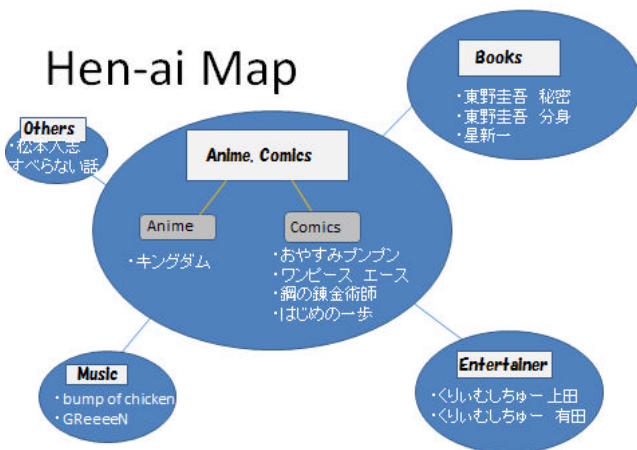 Hen-ai Map
Books
・東野圭吾 秘密
・東野圭吾 分身
・星新一
Others
・松本人志
すべらない話
Anime, Comics
Anime
・キングダム
Comics
・おやすみプンプン
・ワンピース エース
・鋼の錬金術師
・はじめの一歩
Music
・bump of chicken
・GReeeeN
Entertainer
・くりぃむしちゅー 上田
・くりぃむしちゅー 有田